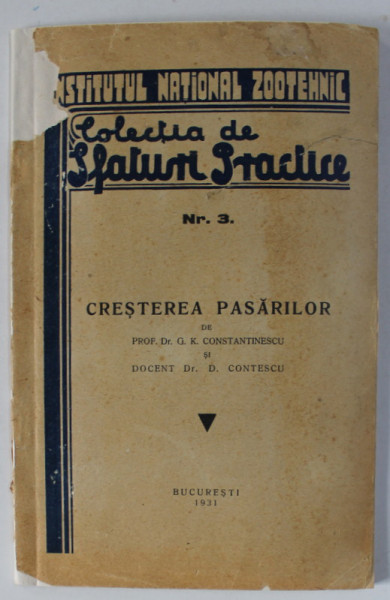 INSTITUTUL NAȚIONAL ZOOTEHNIC
Colecția de
Sfaturi Practice
Nr. 3.
CREȘTEREA PASĂRILOR
DE
PROF. Dr. G. K. CONSTANTINESCU
ȘI
DOCENT Dr. D. CONTESCU
BUCUREȘTI
1931